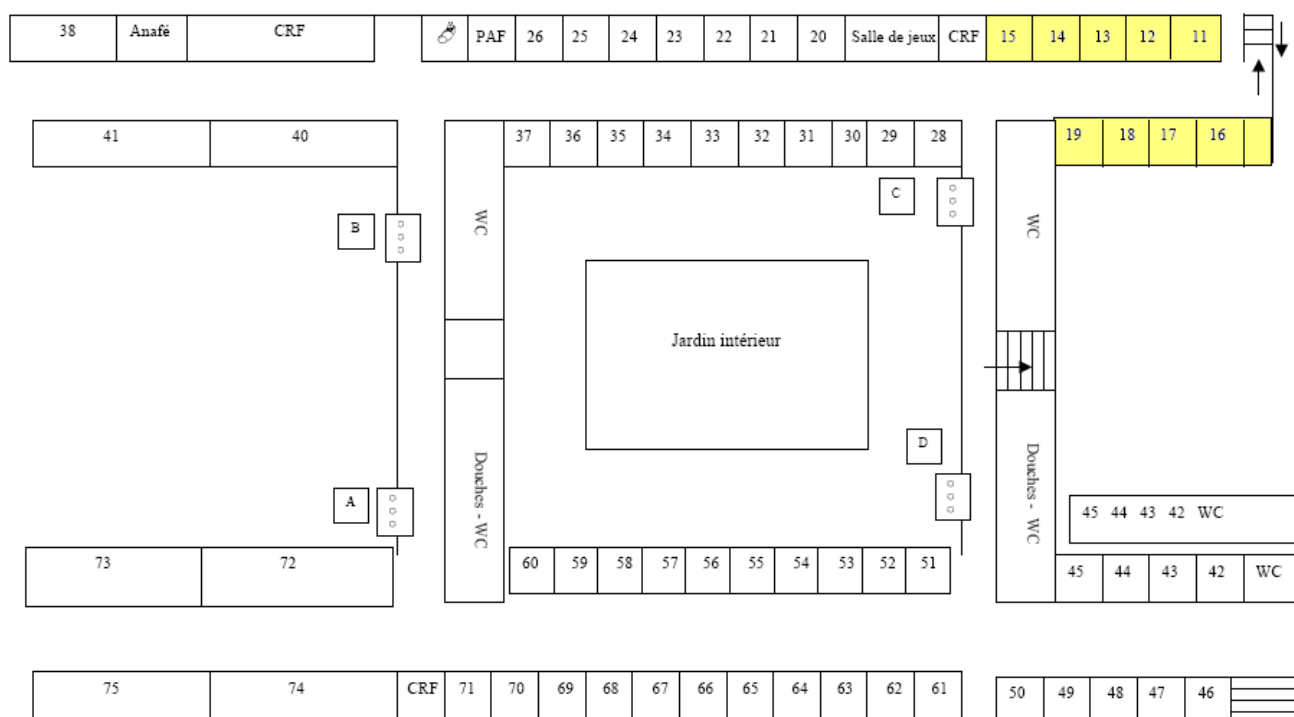 38 Anafé CRF PAF 26 25 24 23 22 21 20 Salle de jeux CRF 15 14 13 12 11
41 40 37 36 35 34 33 32 31 30 29 28 19 18 17 16
C
B
WC
WC
Jardin intérieur
D
A
Douches - WC
Douches - WC
45 44 43 42 WC
73 72 60 59 58 57 56 55 54 53 52 51 45 44 43 42 WC
75 74 CRF 71 70 69 68 67 66 65 64 63 62 61 50 49 48 47 46